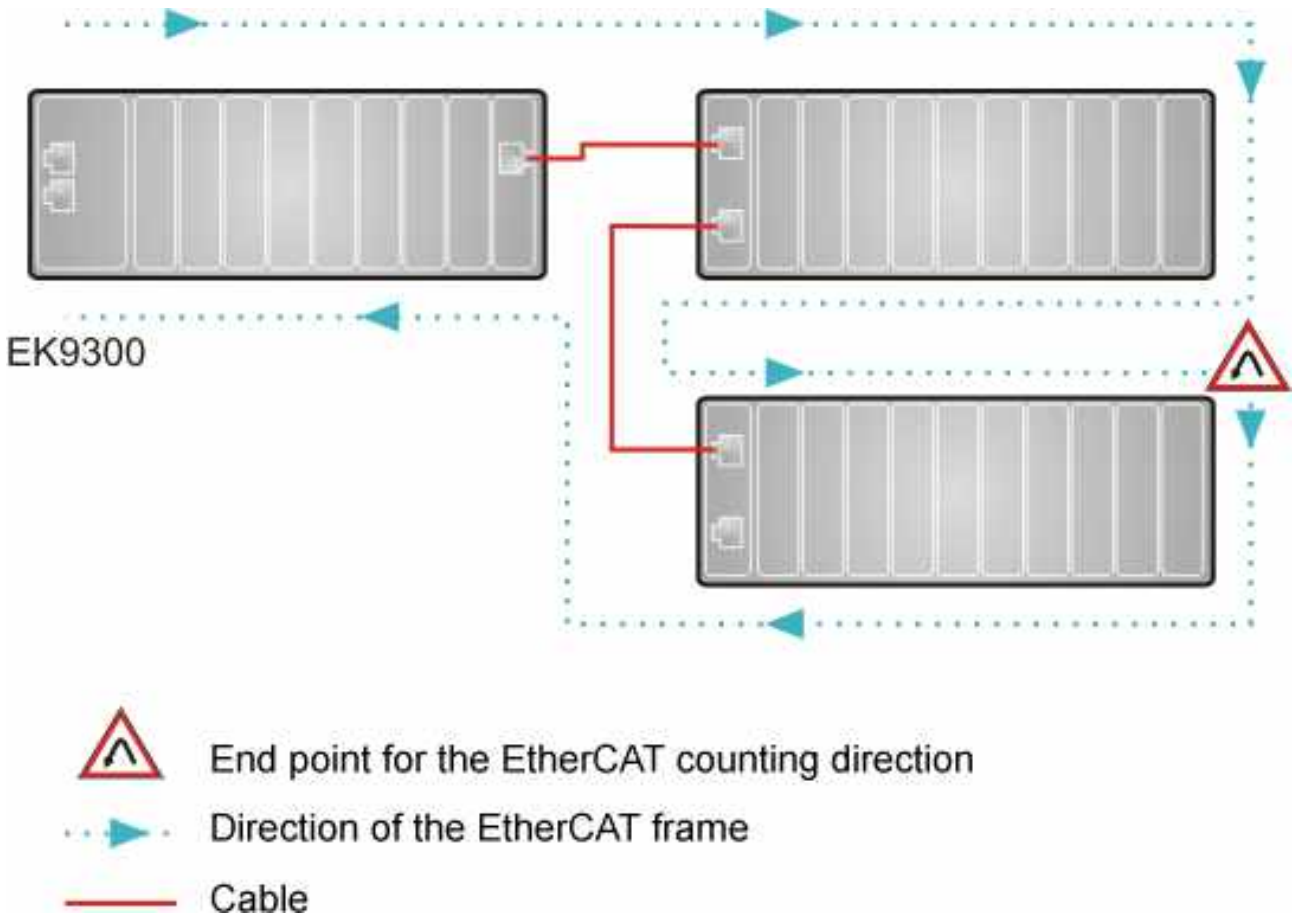 EK9300
End point for the EtherCAT counting direction
Direction of the EtherCAT frame
Cable